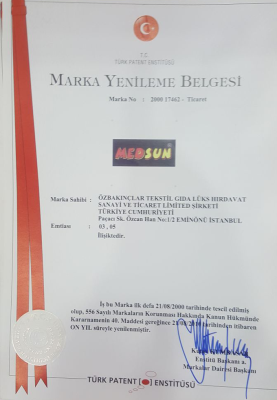 T.C.
TÜRK PATENT ENSTİTÜSÜ
MARKA YENİLEME BELGESİ
Marka No : 2000 17462 - Ticaret
MEDSUN
Marka Sahibi : ÖZBAKINÇLAR TEKSTİL GIDA LÜKS HIRDAVAT
SANAYİ VE TİCARET LİMİTED ŞİRKETİ
TÜRKİYE CUMHURİYETİ
Paçacı Sk. Özcan Han No:1/2 EMİNÖNÜ İSTANBUL
Emtiası : 03, 05
İlişiktedir.
İş bu Marka ilk defa 21/08/2000 tarihinde tescil edilmiş
olup, 556 Sayılı Markaların Korunması Hakkında Kanun Hükmünde
Kararnamenin 40. Maddesi gereğince tarihinden itibaren
ON YIL süreyle yenilenmiştir.
Enstitü Başkanı a.
Markalar Dairesi Başkanı
TÜRK PATENT ENSTİTÜSÜ